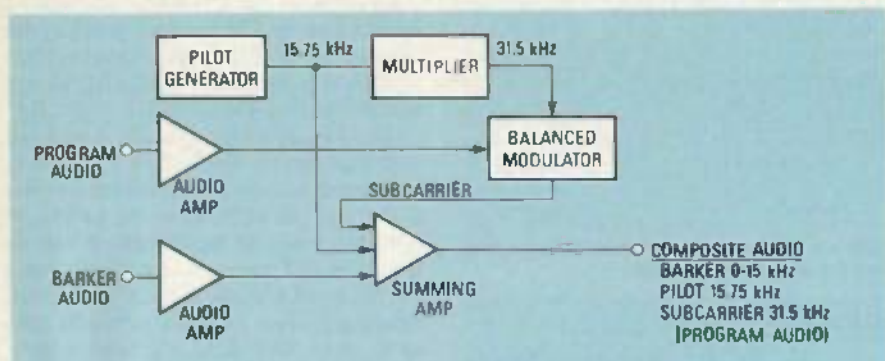 PILOT
GENERATOR
15.75 kHz
MULTIPLIER
31.5 kHz
BALANCED
MODULATOR
PROGRAM
AUDIO
AUDIO
AMP
SUBCARRIER
BARKER
AUDIO
AUDIO
AMP
SUMMING
AMP
COMPOSITE AUDIO
BARKER 0-15 kHz
PILOT 15.75 kHz
SUBCARRIER 31.5 kHz
(PROGRAM AUDIO)